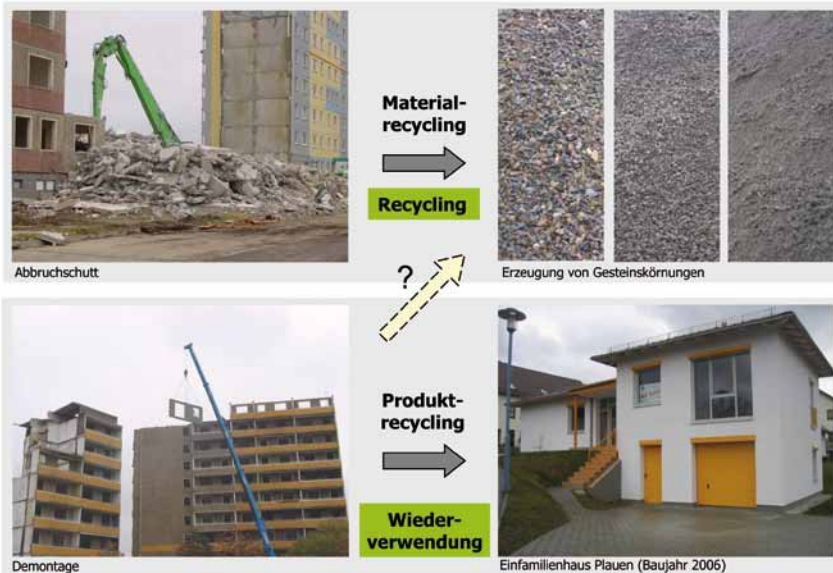 Material-
recycling
Recycling
Abbruchschutt
Erzeugung von Gesteinskörnungen
?
Produkt-
recycling
Wieder-
verwendung
Demontage
Einfamilienhaus Plauen (Baujahr 2006)